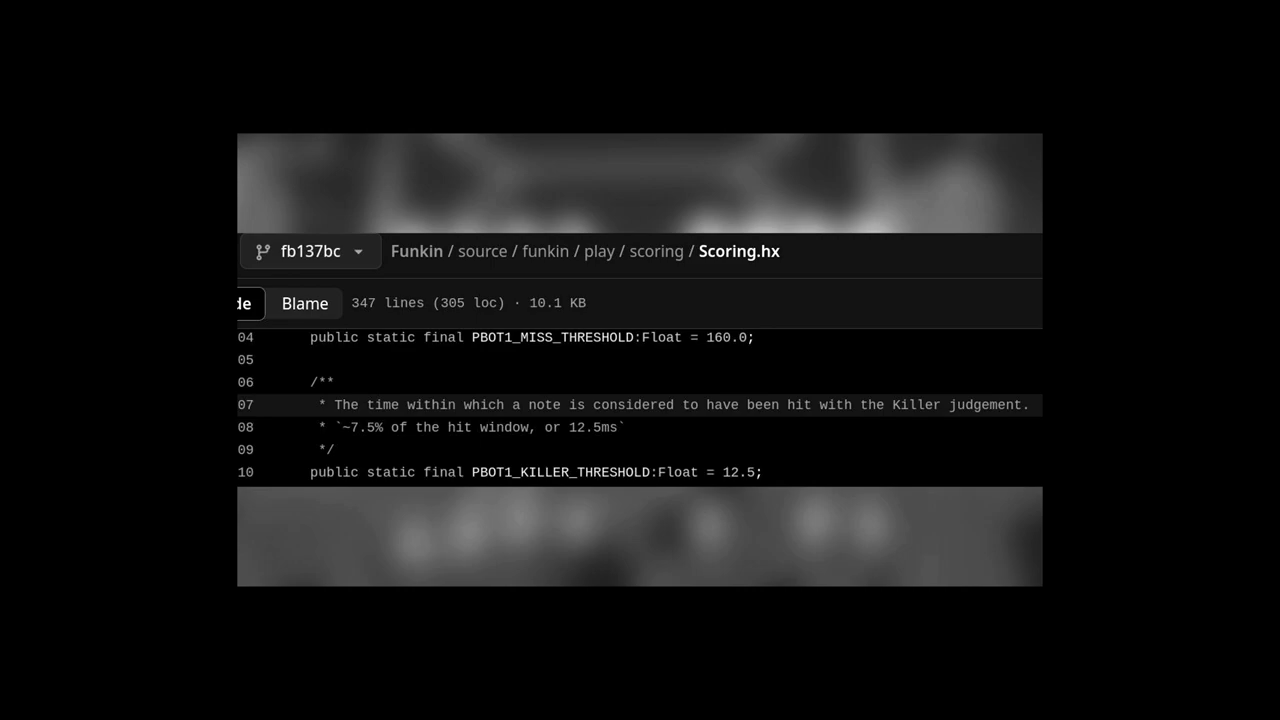 fb137bc Funkin / source / funkin / play / scoring / Scoring.hx
de Blame 347 lines (305 loc) · 10.1 KB
04 public static final PBOT1_MISS_THRESHOLD:Float = 160.0;
05
06 /**
07 * The time within which a note is considered to have been hit with the Killer judgement.
08 * `~7.5% of the hit window, or 12.5ms`
09 */
10 public static final PBOT1_KILLER_THRESHOLD:Float = 12.5;